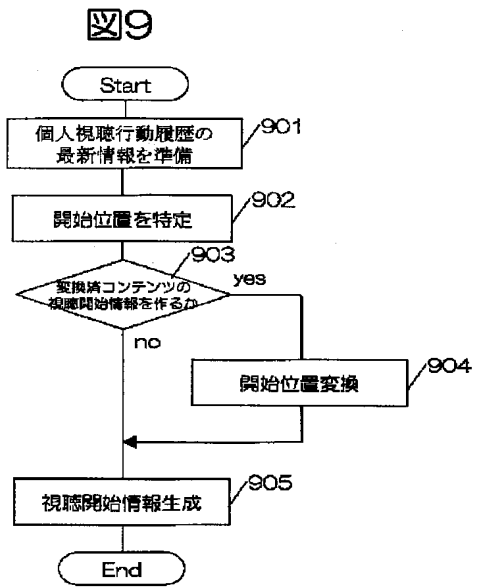 図9
Start
個人視聴行動履歴の
最新情報を準備
901
開始位置を特定
902
903
変換済コンテンツの
視聴開始情報を作るか
yes
no
開始位置変換
904
視聴開始情報生成
905
End